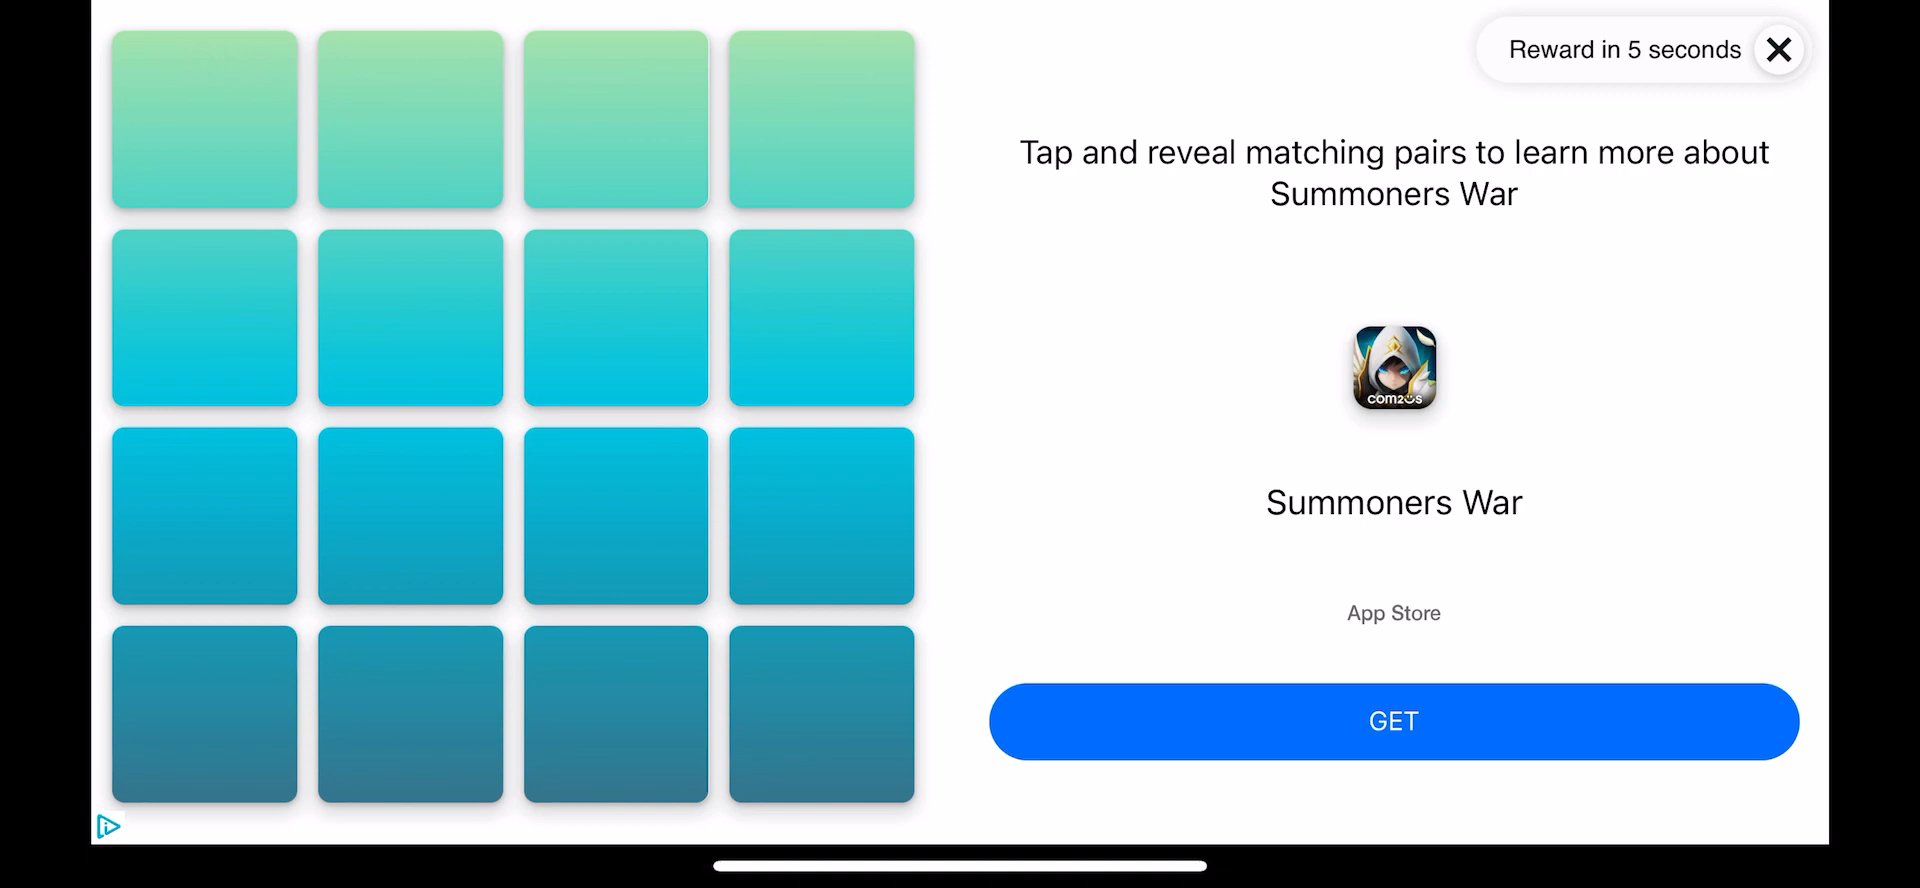 Reward in 5 seconds
Tap and reveal matching pairs to learn more about
Summoners War
com2us
Summoners War
App Store
GET